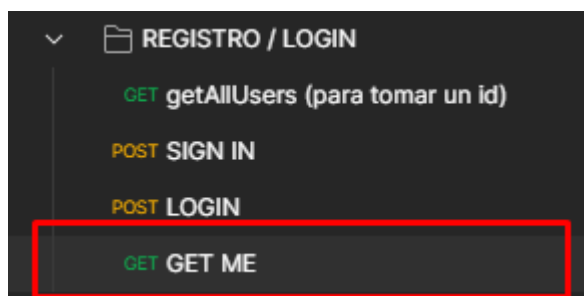 REGISTRO / LOGIN
GET getAllUsers (para tomar un id)
POST SIGN IN
POST LOGIN
GET GET ME